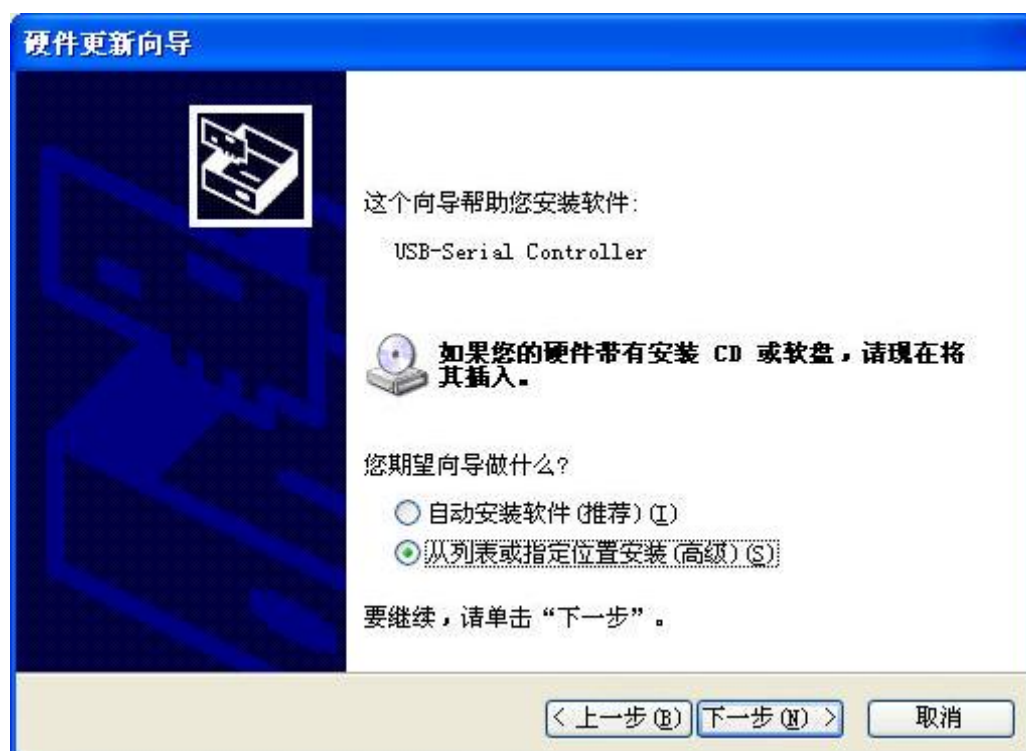 硬件更新向导
这个向导帮助您安装软件:
USB-Serial Controller
如果您的硬件带有安装 CD 或软盘，请现在将
其插入。
您期望向导做什么?
自动安装软件(推荐)(I)
从列表或指定位置安装(高级)(S)
要继续，请单击“下一步”。
< 上一步(B) 下一步(N) > 取消